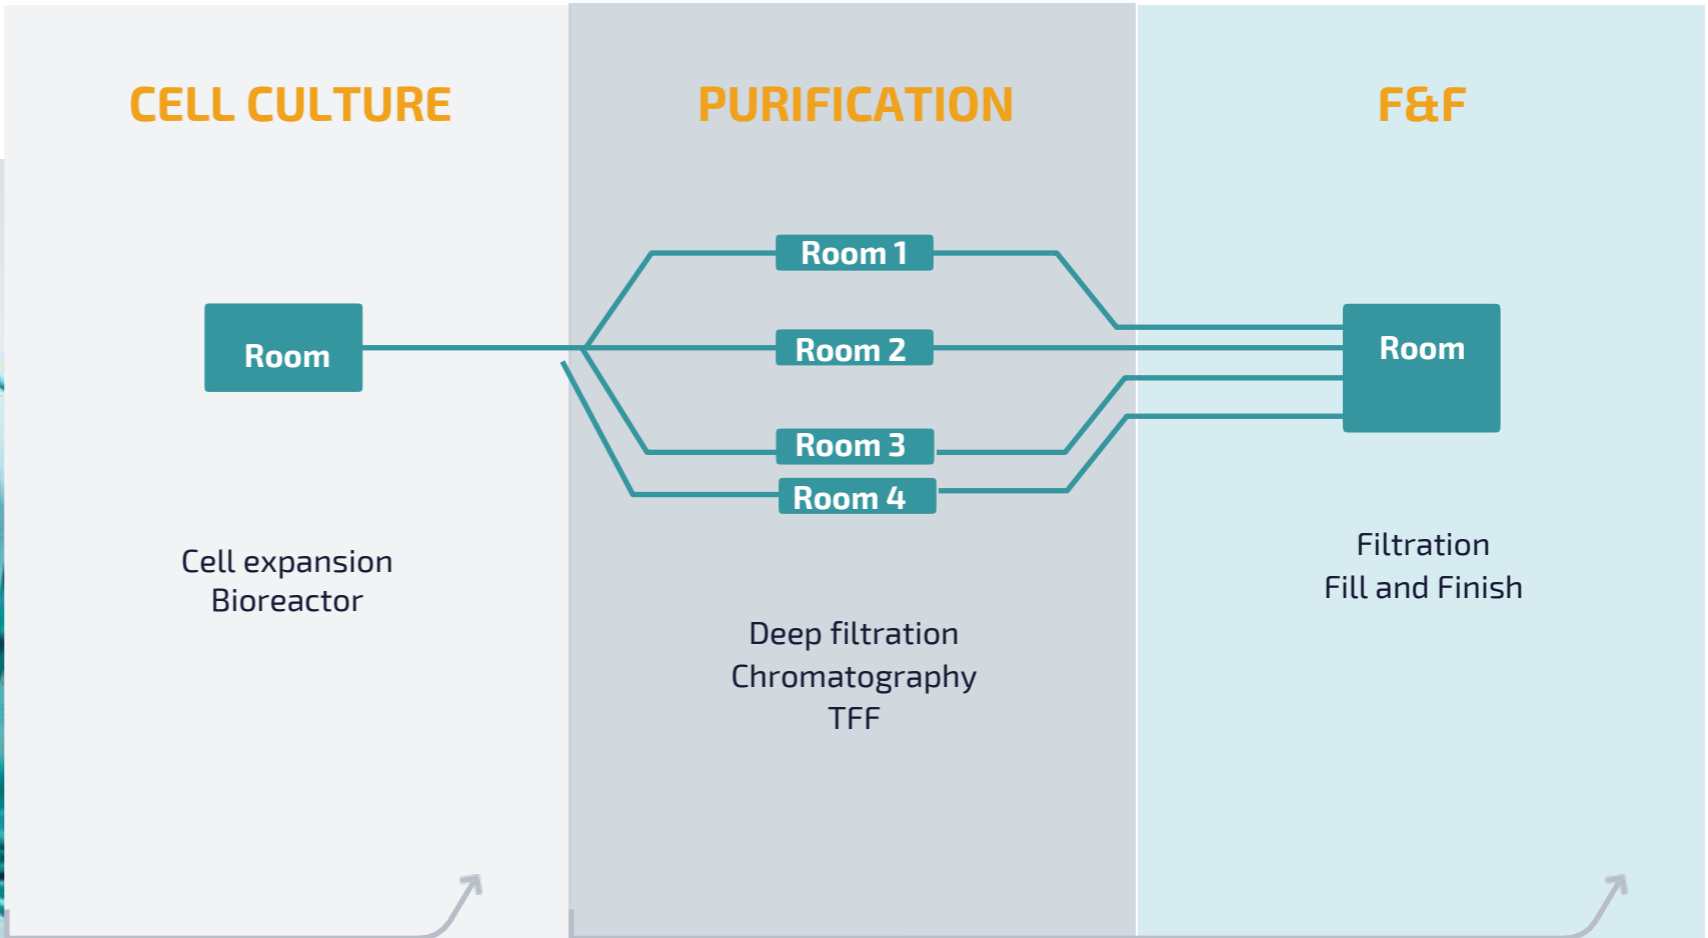 CELL CULTURE
PURIFICATION
F&F
Room
Room 1
Room 2
Room 3
Room 4
Room
Cell expansion
Bioreactor
Deep filtration
Chromatography
TFF
Filtration
Fill and Finish